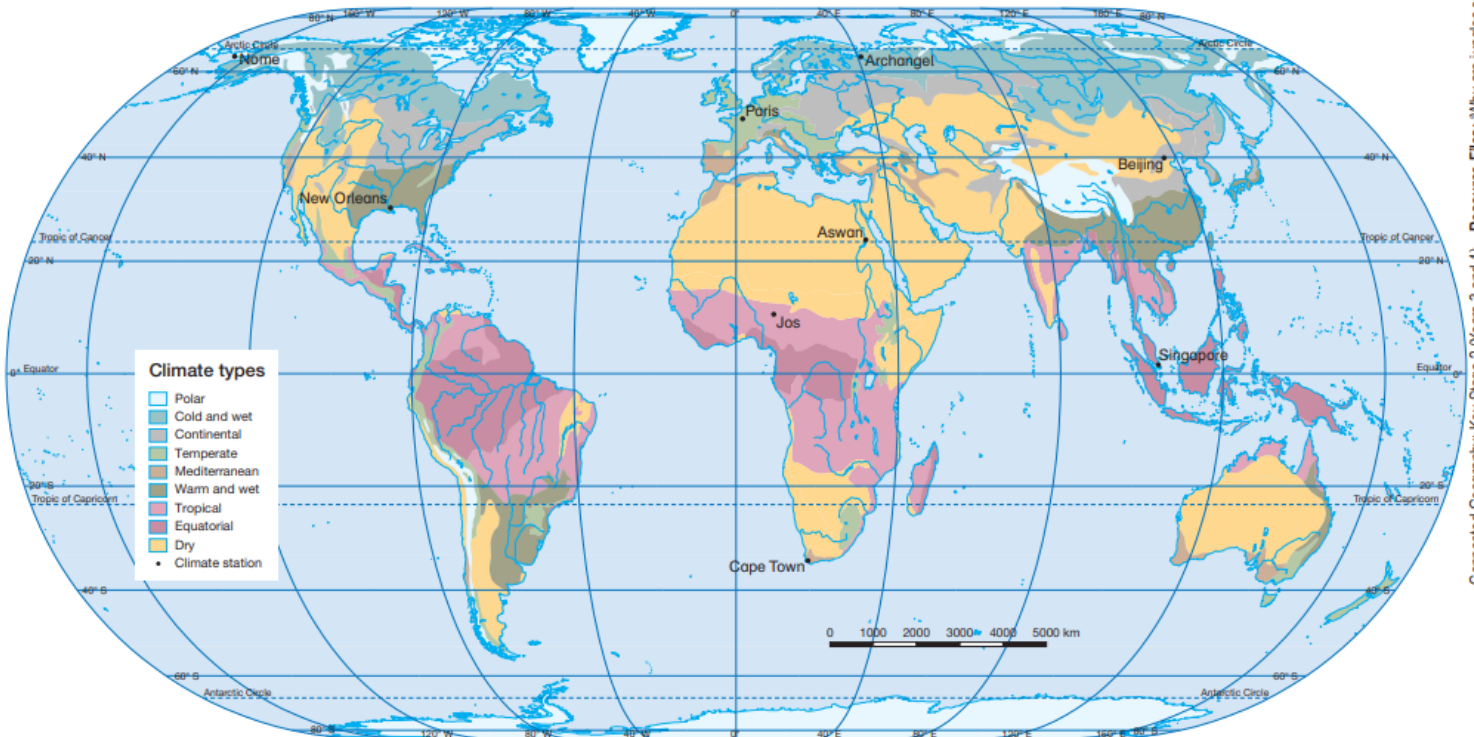 80° N 160° W 120° W 80° W 40° W 0° 40° E 80° E 120° E 160° E 80° N
Arctic Circle Arctic Circle
Nome Archangel
60° N 60° N
Paris
40° N 40° N
Beijing
New Orleans
Aswan
Tropic of Cancer Tropic of Cancer
20° N 20° N
Jos
Singapore
0° Equator Equator 0°
Climate types
Polar
Cold and wet
Continental
Temperate
Mediterranean
Warm and wet
Tropical
Equatorial
Dry
Climate station
20° S 20° S
Tropic of Capricorn Tropic of Capricorn
Cape Town
40° S 40° S
0 1000 2000 3000 4000 5000 km
60° S 60° S
Antarctic Circle Antarctic Circle
80° S 120° W 80° W 40° W 0° 40° E 80° E 120° E 160° E 80° S